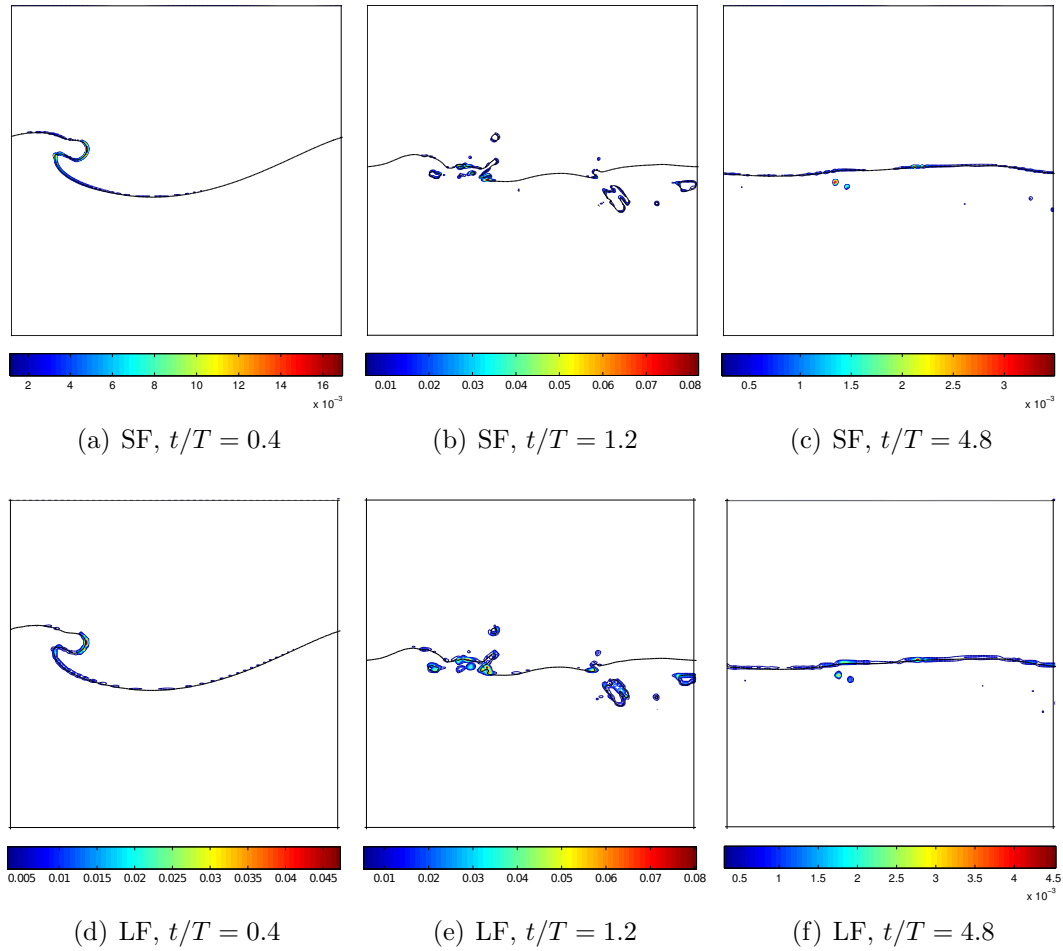 2 4 6 8 10 12 14 16
x 10⁻³
0.01 0.02 0.03 0.04 0.05 0.06 0.07 0.08
0.5 1 1.5 2 2.5 3
x 10⁻³
(a) SF, t/T = 0.4
(b) SF, t/T = 1.2
(c) SF, t/T = 4.8
0.005 0.01 0.015 0.02 0.025 0.03 0.035 0.04 0.045
0.01 0.02 0.03 0.04 0.05 0.06 0.07 0.08
0.5 1 1.5 2 2.5 3 3.5 4 4.5
x 10⁻³
(d) LF, t/T = 0.4
(e) LF, t/T = 1.2
(f) LF, t/T = 4.8